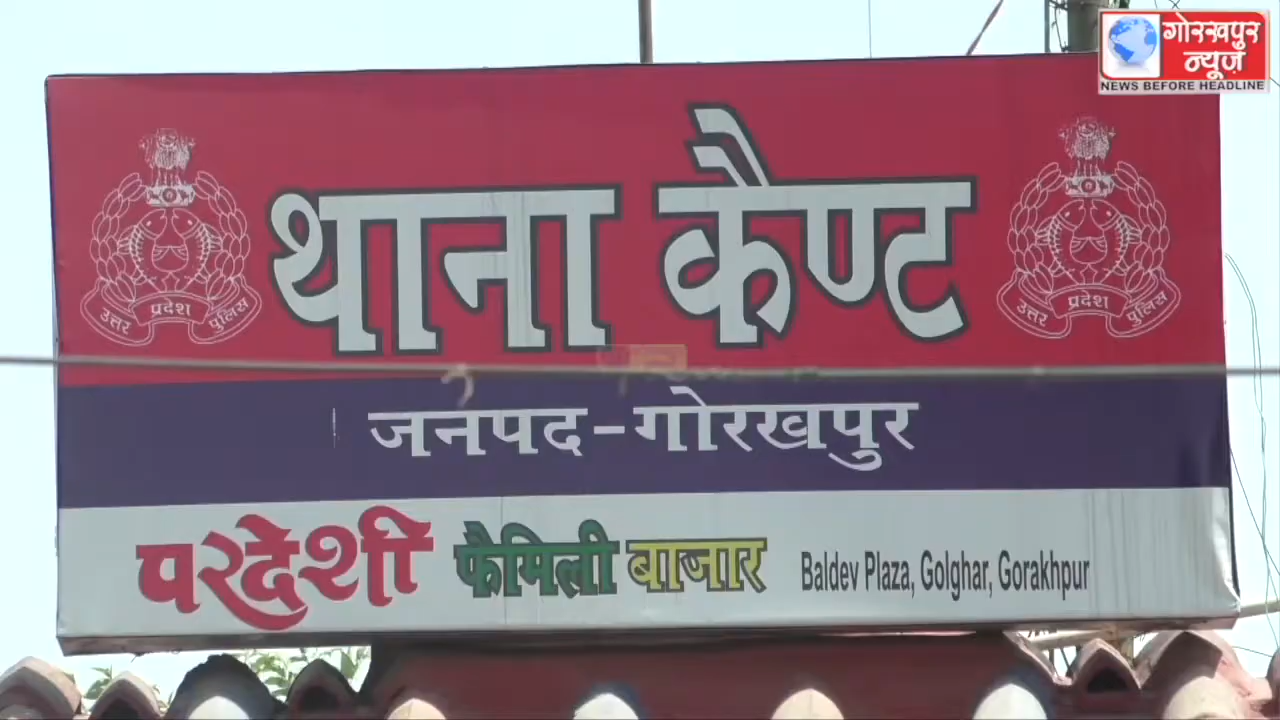 गोरखपुर
न्यूज़
NEWS BEFORE HEADLINE
थाना कैण्ट
उत्तर प्रदेश पुलिस
उत्तर प्रदेश पुलिस
जनपद-गोरखपुर
परदेशी फैमिली बाजार Baldev Plaza, Golghar, Gorakhpur